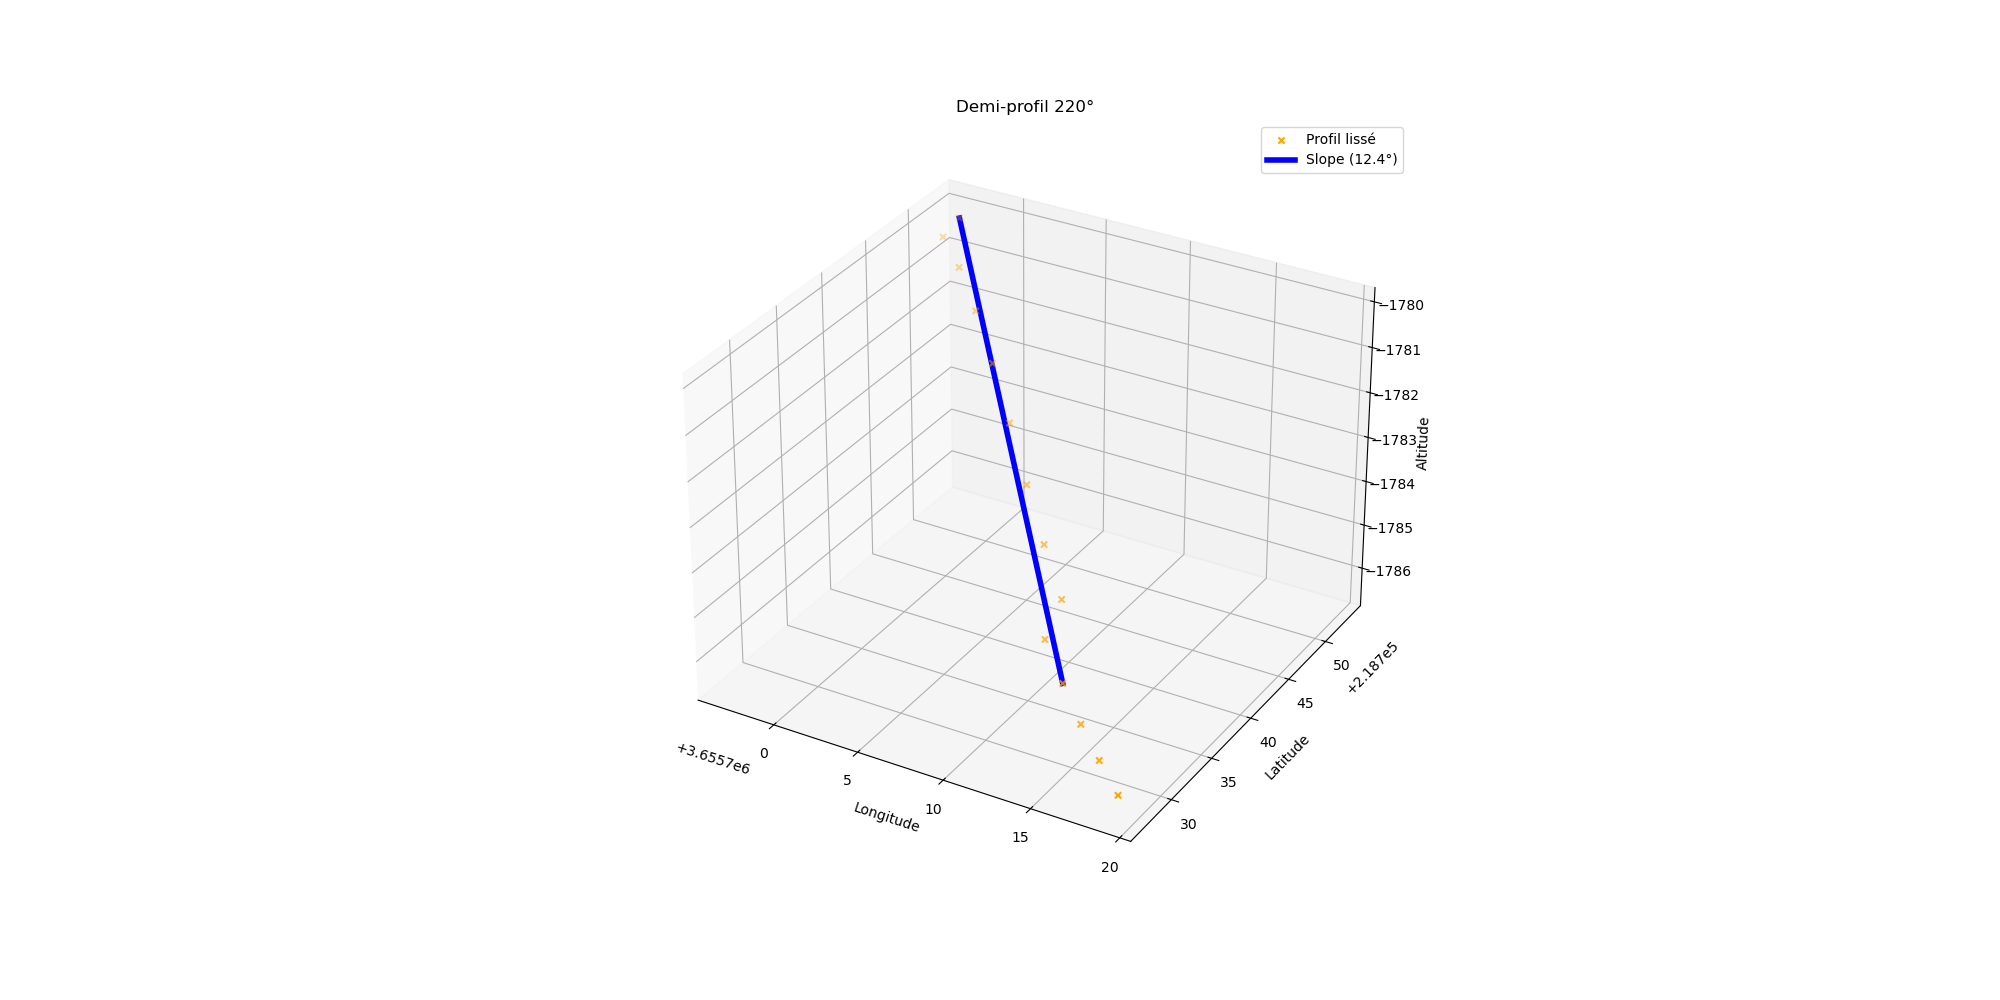 Demi-profil 220°
Profil lissé
Slope (12.4°)
−1780
−1781
−1782
−1783
−1784
−1785
−1786
Altitude
50
45
40
35
30
+2.187e5
Latitude
0
5
10
15
20
+3.6557e6
Longitude